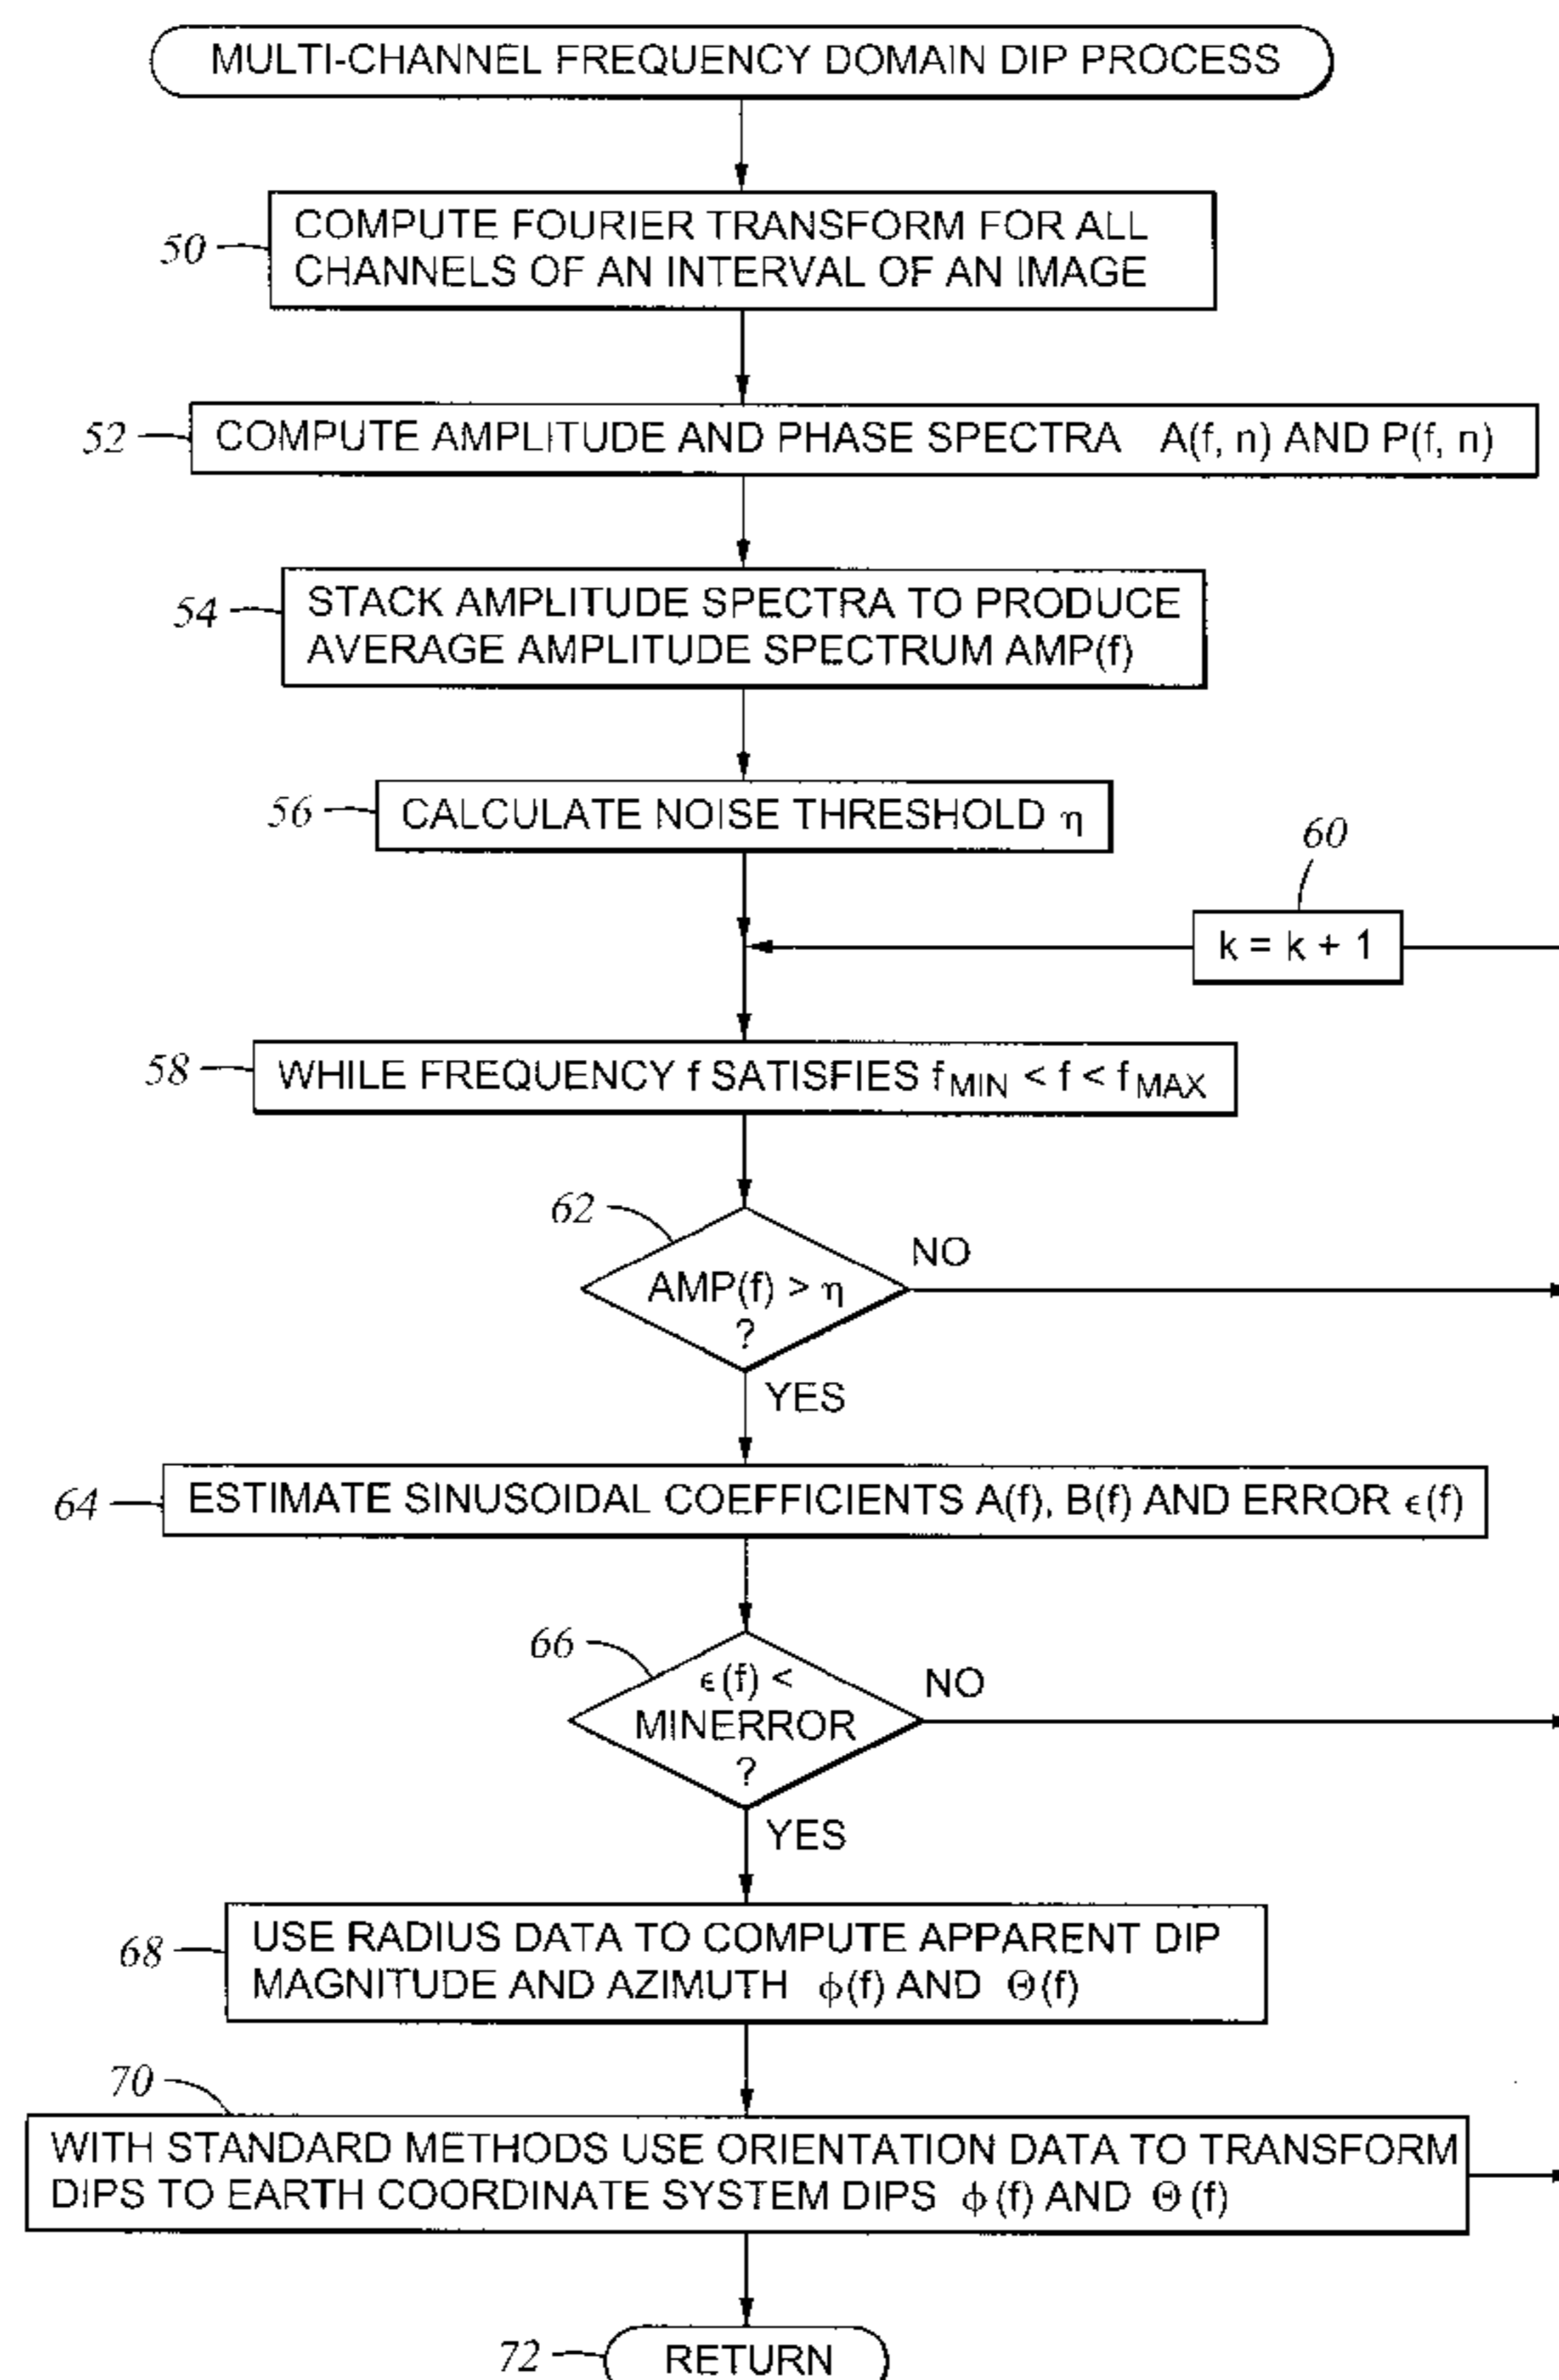 MULTI-CHANNEL FREQUENCY DOMAIN DIP PROCESS
50
COMPUTE FOURIER TRANSFORM FOR ALL
CHANNELS OF AN INTERVAL OF AN IMAGE
52
COMPUTE AMPLITUDE AND PHASE SPECTRA A(f, n) AND P(f, n)
54
STACK AMPLITUDE SPECTRA TO PRODUCE
AVERAGE AMPLITUDE SPECTRUM AMP(f)
56
CALCULATE NOISE THRESHOLD η
60
k = k + 1
58
WHILE FREQUENCY f SATISFIES f MIN < f < f MAX
62
AMP(f) > η
?
NO
YES
64
ESTIMATE SINUSOIDAL COEFFICIENTS A(f), B(f) AND ERROR ϵ(f)
66
ϵ(f) <
MINERROR
?
NO
YES
68
USE RADIUS DATA TO COMPUTE APPARENT DIP
MAGNITUDE AND AZIMUTH ϕ(f) AND Θ(f)
70
WITH STANDARD METHODS USE ORIENTATION DATA TO TRANSFORM
DIPS TO EARTH COORDINATE SYSTEM DIPS ϕ(f) AND Θ(f)
72
RETURN